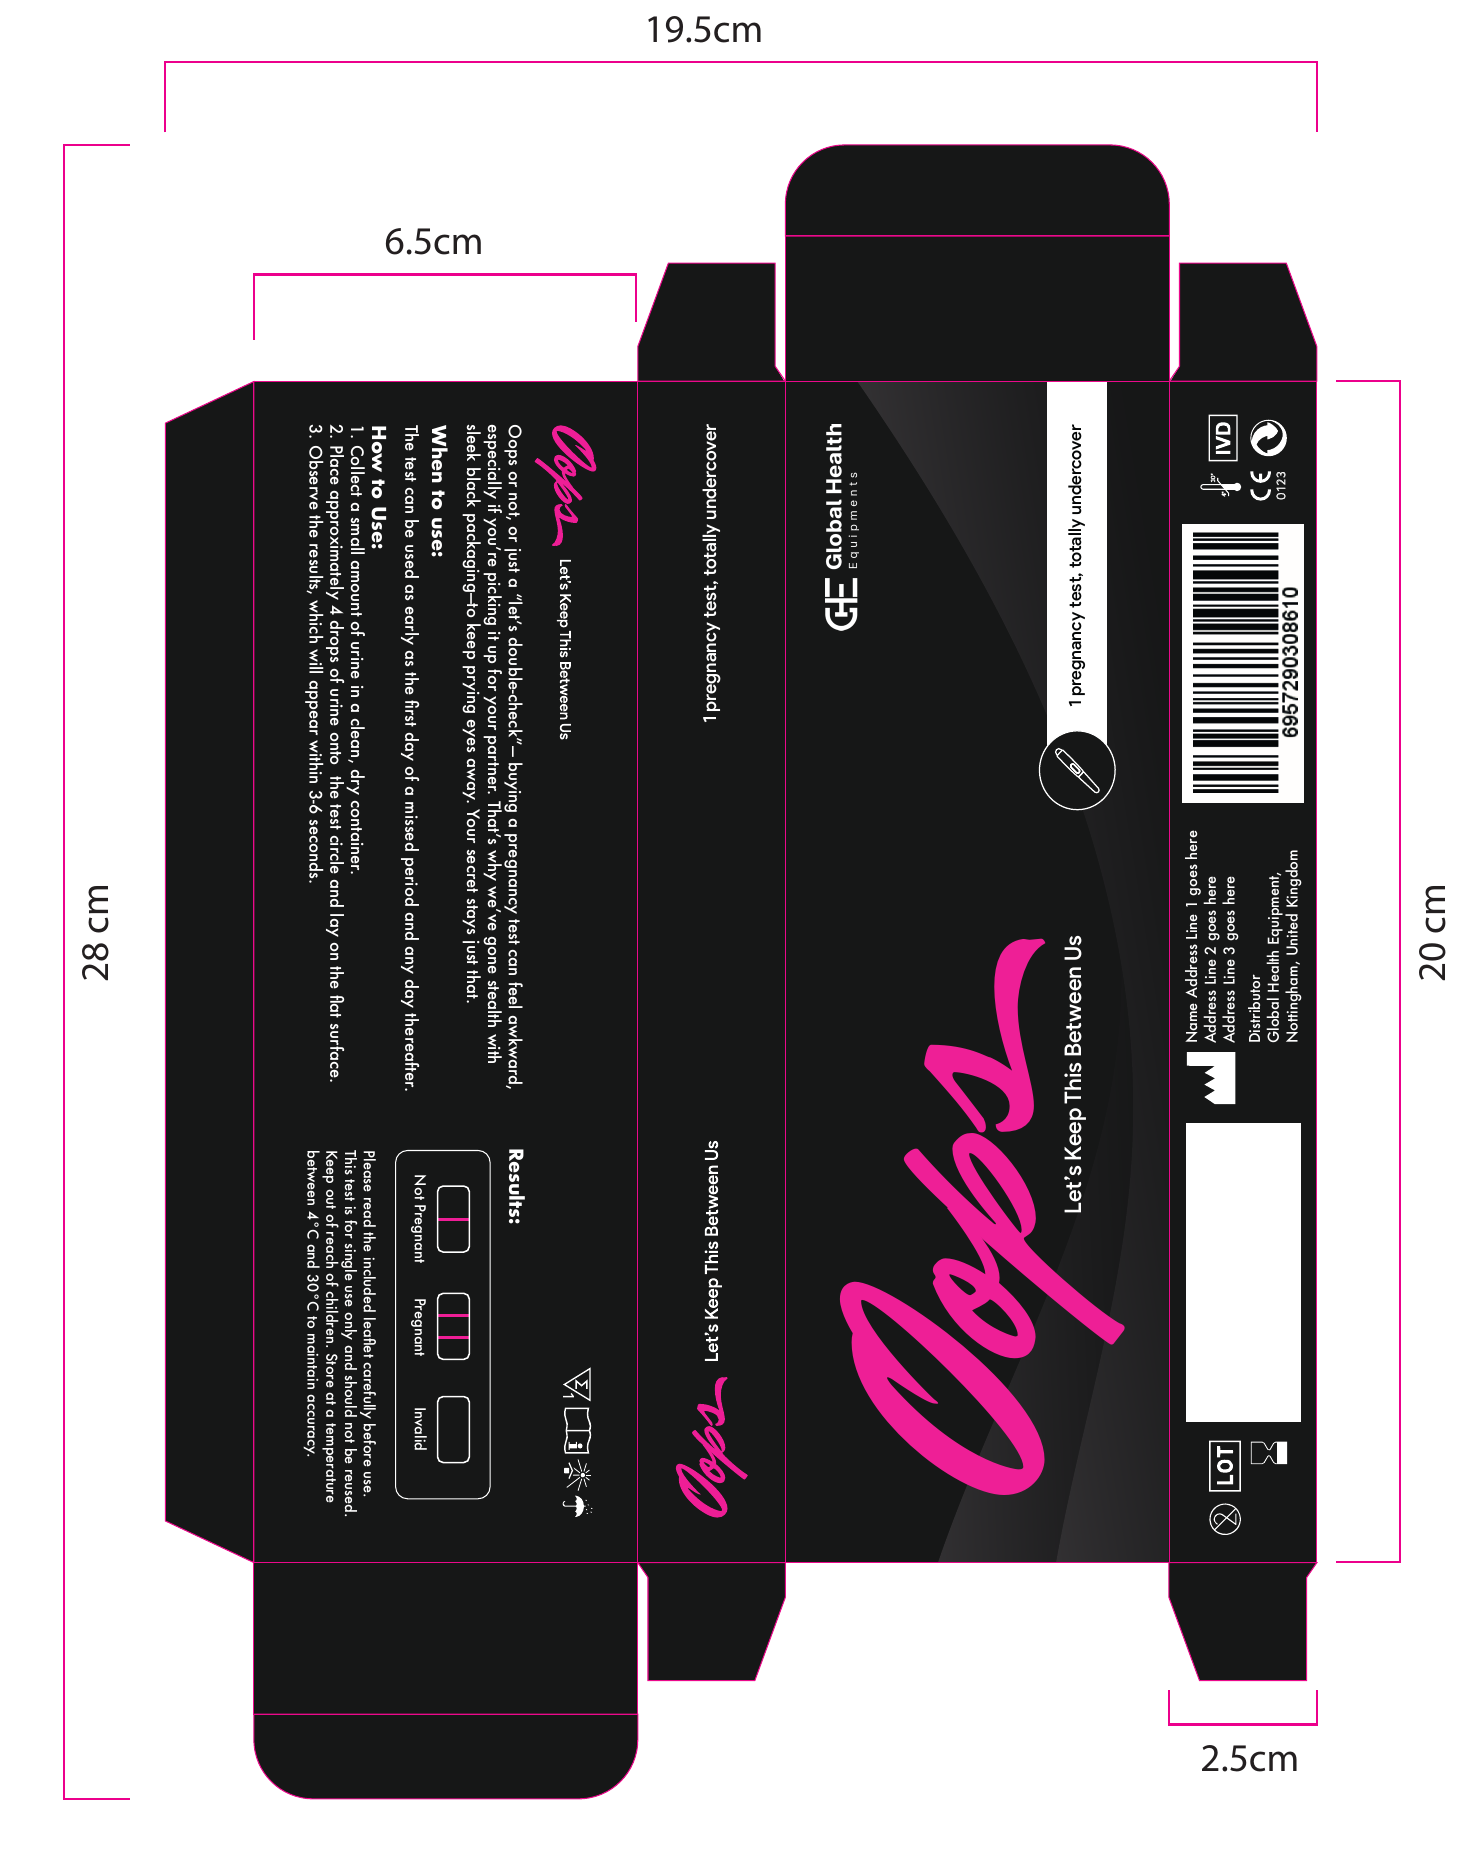 19.5cm
6.5cm
28 cm
20 cm
2.5cm
Oops
Let's Keep This Between Us
Oops or not, or just a "let's double-check"— buying a pregnancy test can feel awkward,
especially if you're picking it up for your partner. That's why we've gone stealth with
sleek black packaging—to keep prying eyes away. Your secret stays just that.
When to use:
The test can be used as early as the first day of a missed period and any day thereafter.
How to Use:
1. Collect a small amount of urine in a clean, dry container.
2. Place approximately 4 drops of urine onto the test circle and lay on the flat surface.
3. Observe the results, which will appear within 3-6 seconds.
Results:
Not Pregnant
Pregnant
Invalid
Please read the included leaflet carefully before use.
This test is for single use only and should not be reused.
Keep out of reach of children. Store at a temperature
between 4°C and 30°C to maintain accuracy.
Σ
1
i
Oops
Let's Keep This Between Us
1 pregnancy test, totally undercover
GHE
Global Health
Equipments
1 pregnancy test, totally undercover
Oops
Let's Keep This Between Us
2
LOT
Name Address Line 1 goes here
Address Line 2 goes here
Address Line 3 goes here
Distributor
Global Health Equipment,
Nottingham, United Kingdom
6957290308610
IVD
CE
0123